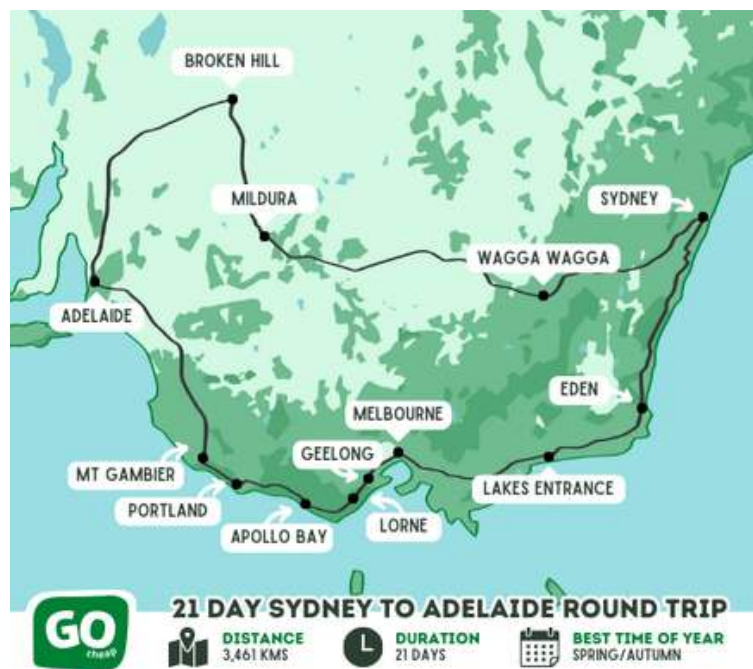 BROKEN HILL
MILDURA
SYDNEY
WAGGA WAGGA
ADELAIDE
EDEN
MELBOURNE
GEELONG
MT GAMBIER
LAKES ENTRANCE
PORTLAND
LORNE
APOLLO BAY
21 DAY SYDNEY TO ADELAIDE ROUND TRIP
GO
cheap
DISTANCE
3,461 KMS
DURATION
21 DAYS
BEST TIME OF YEAR
SPRING/AUTUMN